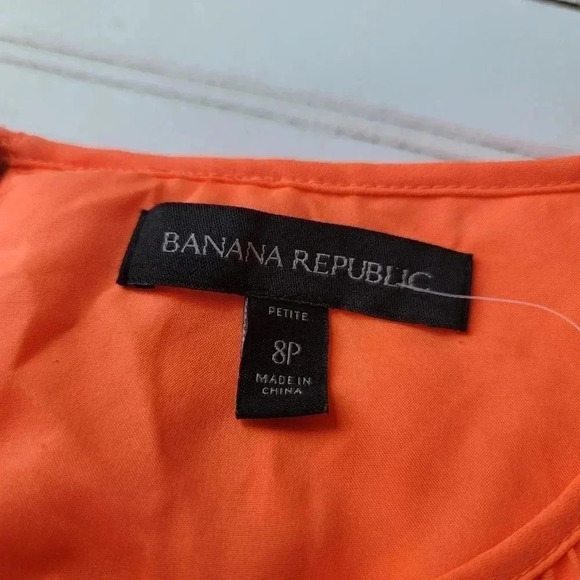 BANANA REPUBLIC
PETITE
8P
MADE IN
CHINA